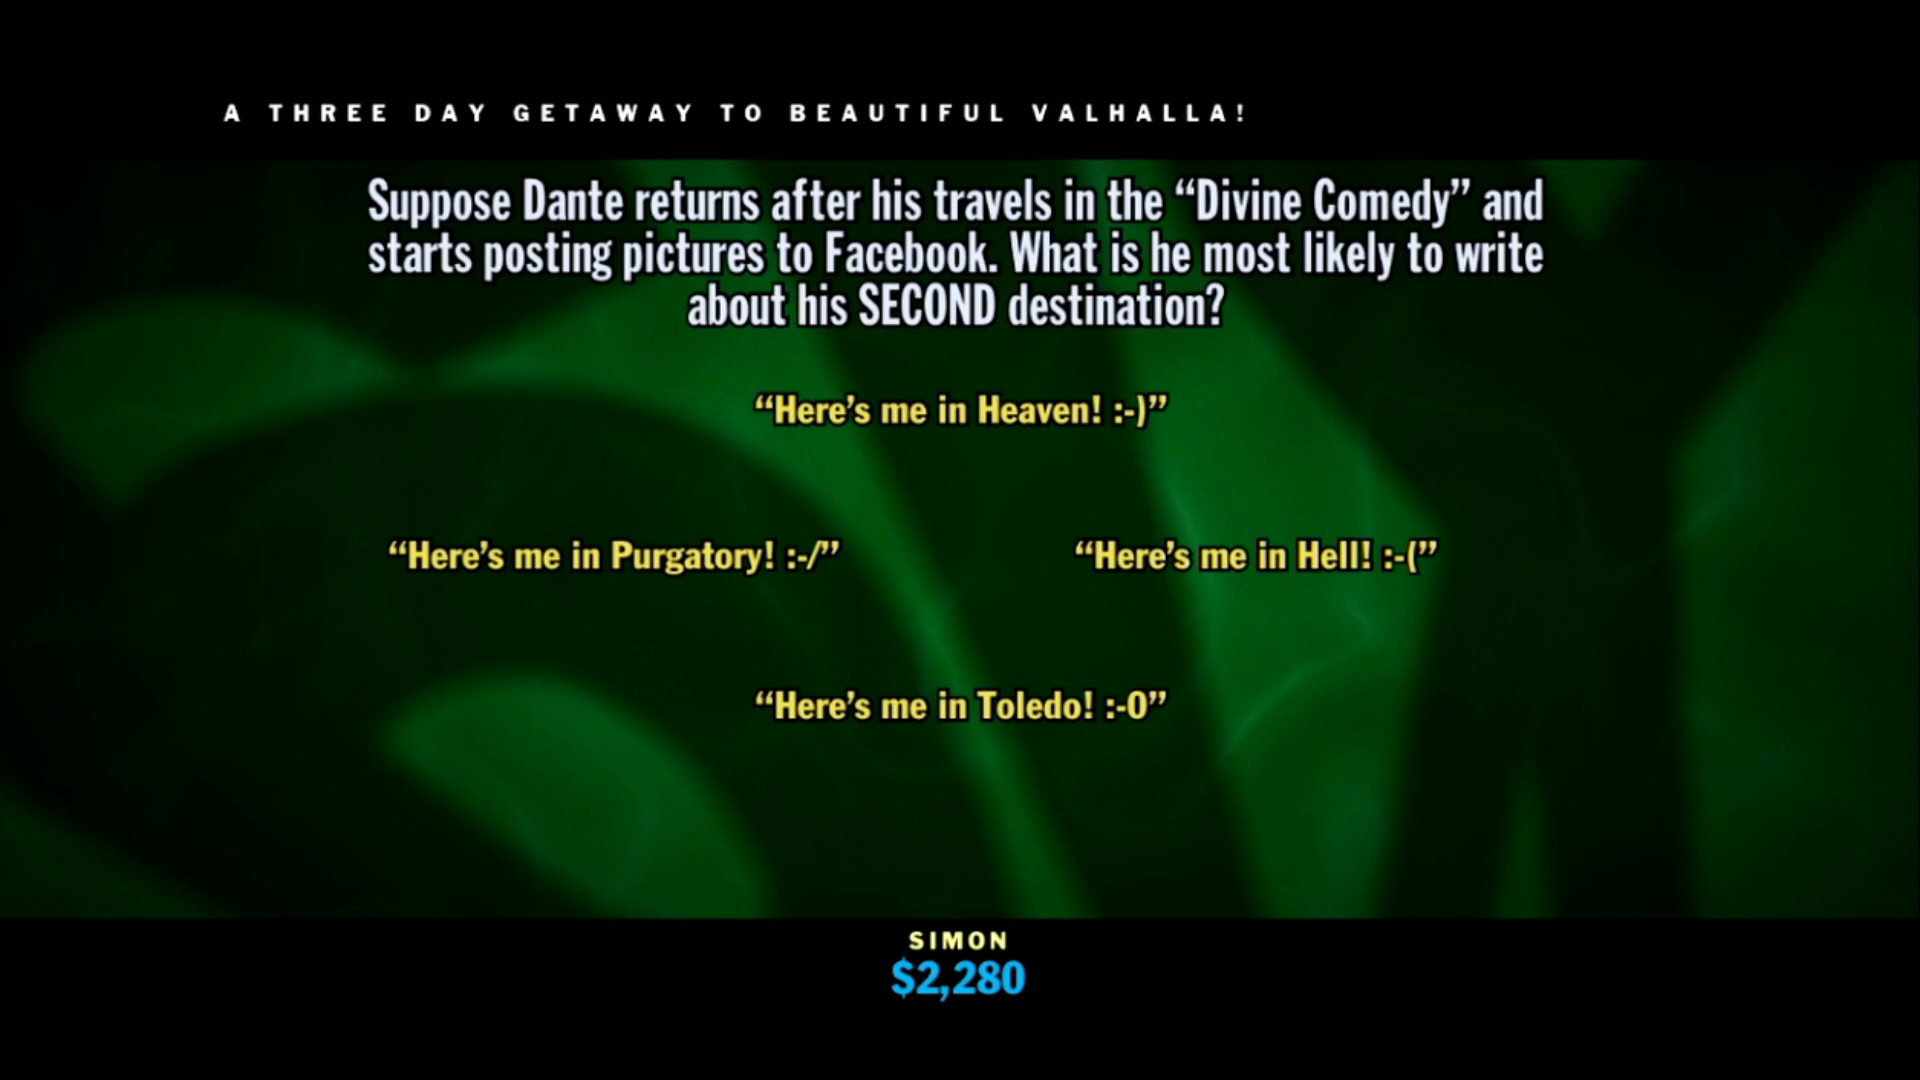 A THREE DAY GETAWAY TO BEAUTIFUL VALHALLA!
Suppose Dante returns after his travels in the “Divine Comedy” and
starts posting pictures to Facebook. What is he most likely to write
about his SECOND destination?
“Here’s me in Heaven! :-)”
“Here’s me in Purgatory! :-/”
“Here’s me in Hell! :-(”
“Here’s me in Toledo! :-O”
SIMON
$2,280